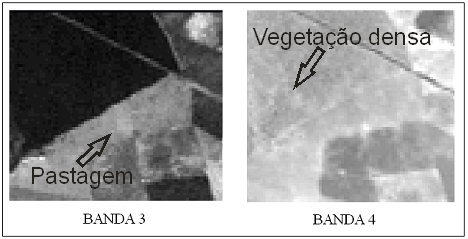 Pastagem
Vegetação densa
BANDA 3
BANDA 4